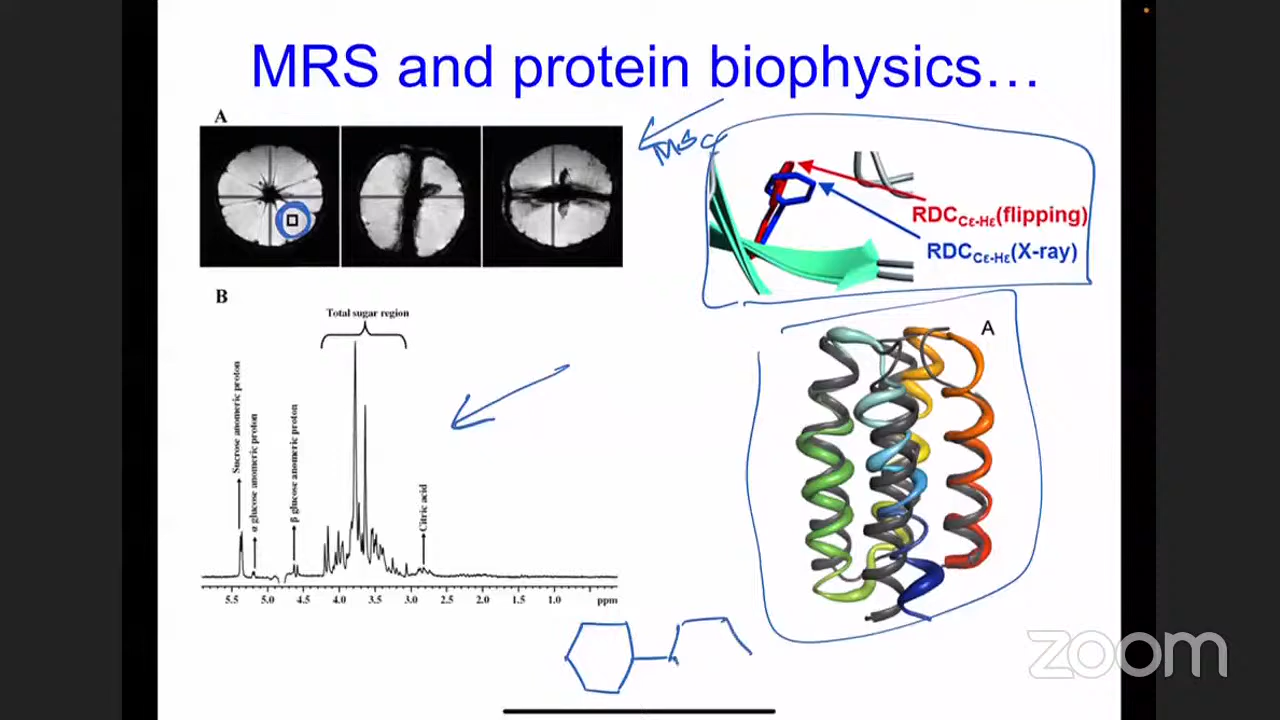 MRS and protein biophysics…
A
RDCCε-Hε(flipping)
RDCCε-Hε(X-ray)
B
Total sugar region
Sucrose anomeric proton
α glucose anomeric proton
β glucose anomeric proton
Citric acid
5.5 5.0 4.5 4.0 3.5 3.0 2.5 2.0 1.5 1.0 ppm
A
zoom